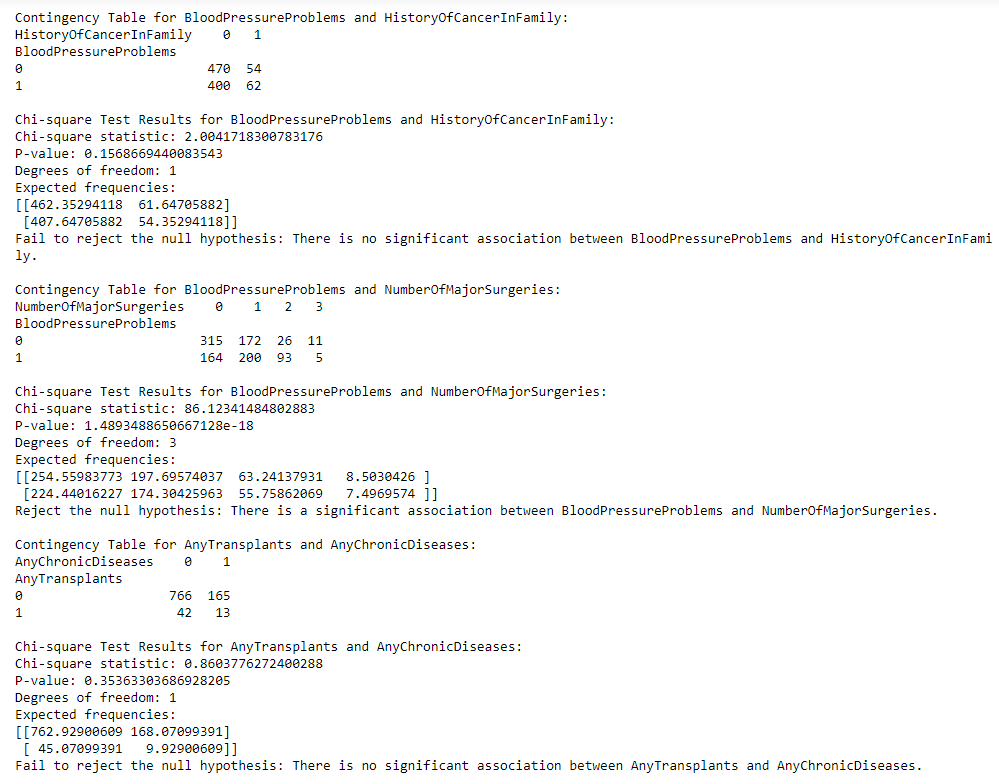 Contingency Table for BloodPressureProblems and HistoryOfCancerInFamily:
HistoryOfCancerInFamily    0   1
BloodPressureProblems
0                        470  54
1                        400  62
Chi-square Test Results for BloodPressureProblems and HistoryOfCancerInFamily:
Chi-square statistic: 2.0041718300783176
P-value: 0.1568669440083543
Degrees of freedom: 1
Expected frequencies:
[[462.35294118  61.64705882]
 [407.64705882  54.35294118]]
Fail to reject the null hypothesis: There is no significant association between BloodPressureProblems and HistoryOfCancerInFami
ly.
Contingency Table for BloodPressureProblems and NumberOfMajorSurgeries:
NumberOfMajorSurgeries    0    1   2   3
BloodPressureProblems
0                       315  172  26  11
1                       164  200  93   5
Chi-square Test Results for BloodPressureProblems and NumberOfMajorSurgeries:
Chi-square statistic: 86.12341484802883
P-value: 1.4893488650667128e-18
Degrees of freedom: 3
Expected frequencies:
[[254.55983773 197.69574037  63.24137931   8.5030426 ]
 [224.44016227 174.30425963  55.75862069   7.4969574 ]]
Reject the null hypothesis: There is a significant association between BloodPressureProblems and NumberOfMajorSurgeries.
Contingency Table for AnyTransplants and AnyChronicDiseases:
AnyChronicDiseases    0    1
AnyTransplants
0                   766  165
1                    42   13
Chi-square Test Results for AnyTransplants and AnyChronicDiseases:
Chi-square statistic: 0.8603776272400288
P-value: 0.35363303686928205
Degrees of freedom: 1
Expected frequencies:
[[762.92900609 168.07099391]
 [ 45.07099391   9.92900609]]
Fail to reject the null hypothesis: There is no significant association between AnyTransplants and AnyChronicDiseases.